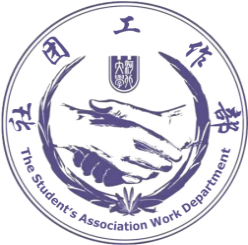 社团工作部
The Student's Association Work Department